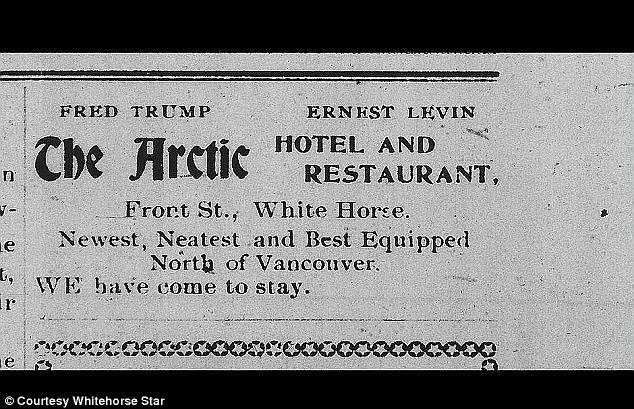 FRED TRUMP ERNEST LEVIN
The Arctic HOTEL AND
RESTAURANT,
Front St., White Horse.
Newest, Neatest and Best Equipped
North of Vancouver.
WE have come to stay.
n
-
e
t,
ir
e
© Courtesy Whitehorse Star